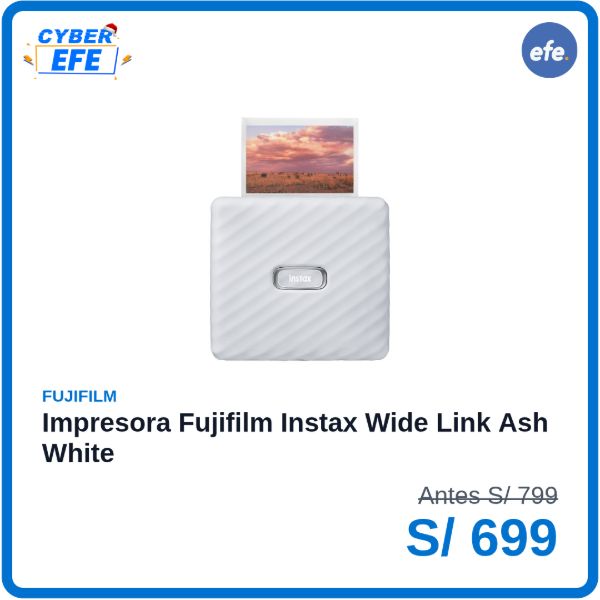 CYBER
EFE
efe.
instax
FUJIFILM
Impresora Fujifilm Instax Wide Link Ash
White
Antes S/ 799
S/ 699